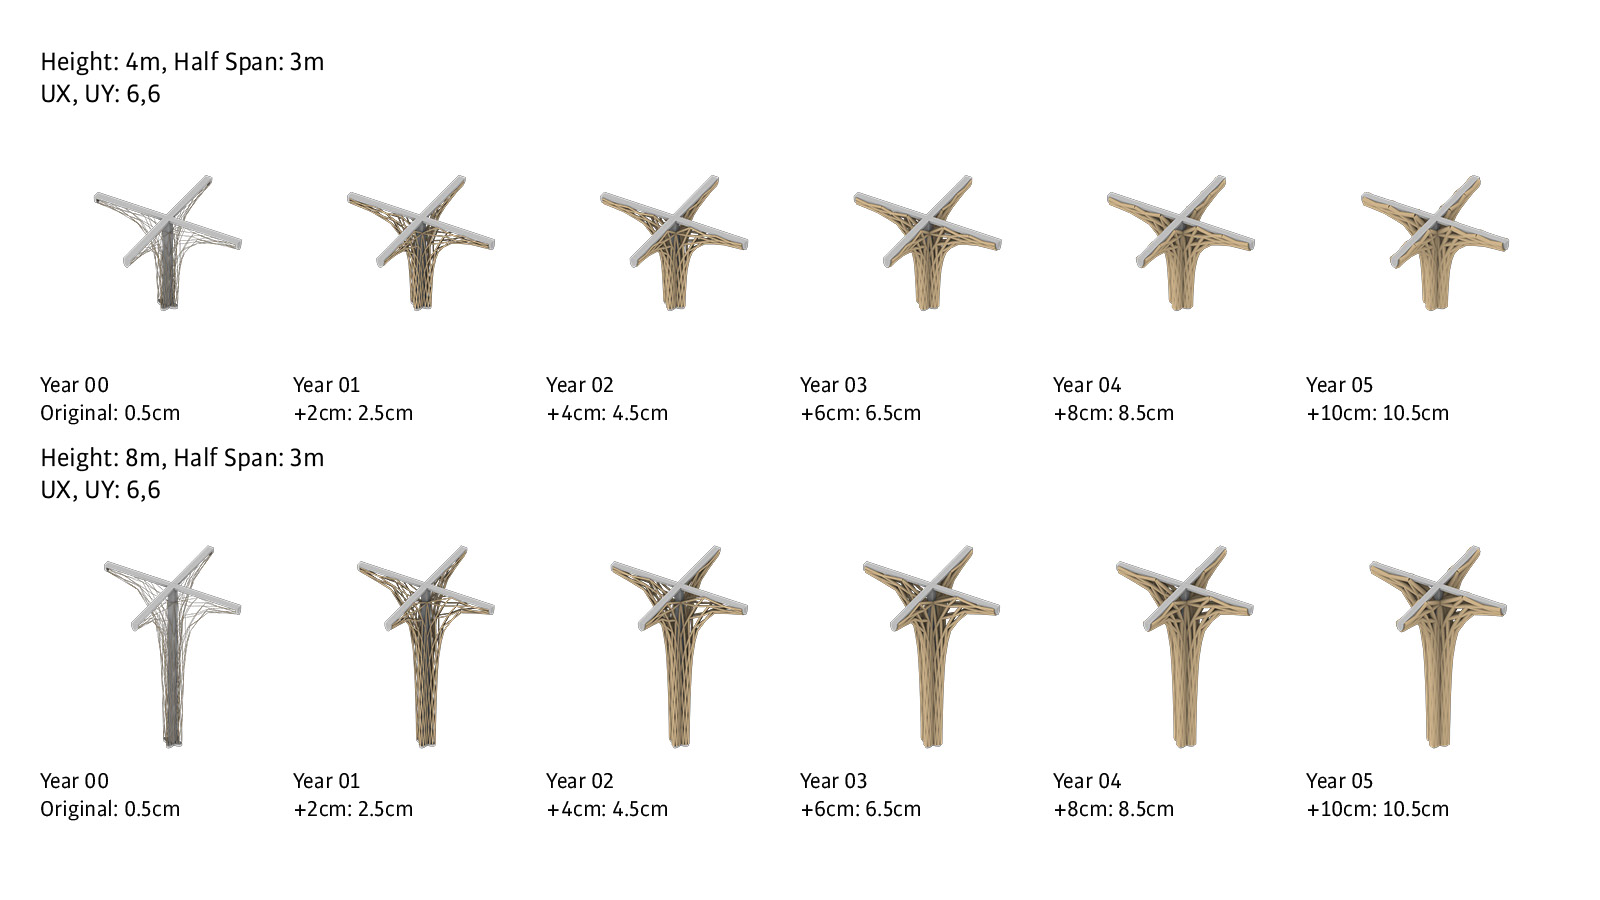 Height: 4m, Half Span: 3m
UX, UY: 6,6
Year 00
Original: 0.5cm
Year 01
+2cm: 2.5cm
Year 02
+4cm: 4.5cm
Year 03
+6cm: 6.5cm
Year 04
+8cm: 8.5cm
Year 05
+10cm: 10.5cm
Height: 8m, Half Span: 3m
UX, UY: 6,6
Year 00
Original: 0.5cm
Year 01
+2cm: 2.5cm
Year 02
+4cm: 4.5cm
Year 03
+6cm: 6.5cm
Year 04
+8cm: 8.5cm
Year 05
+10cm: 10.5cm